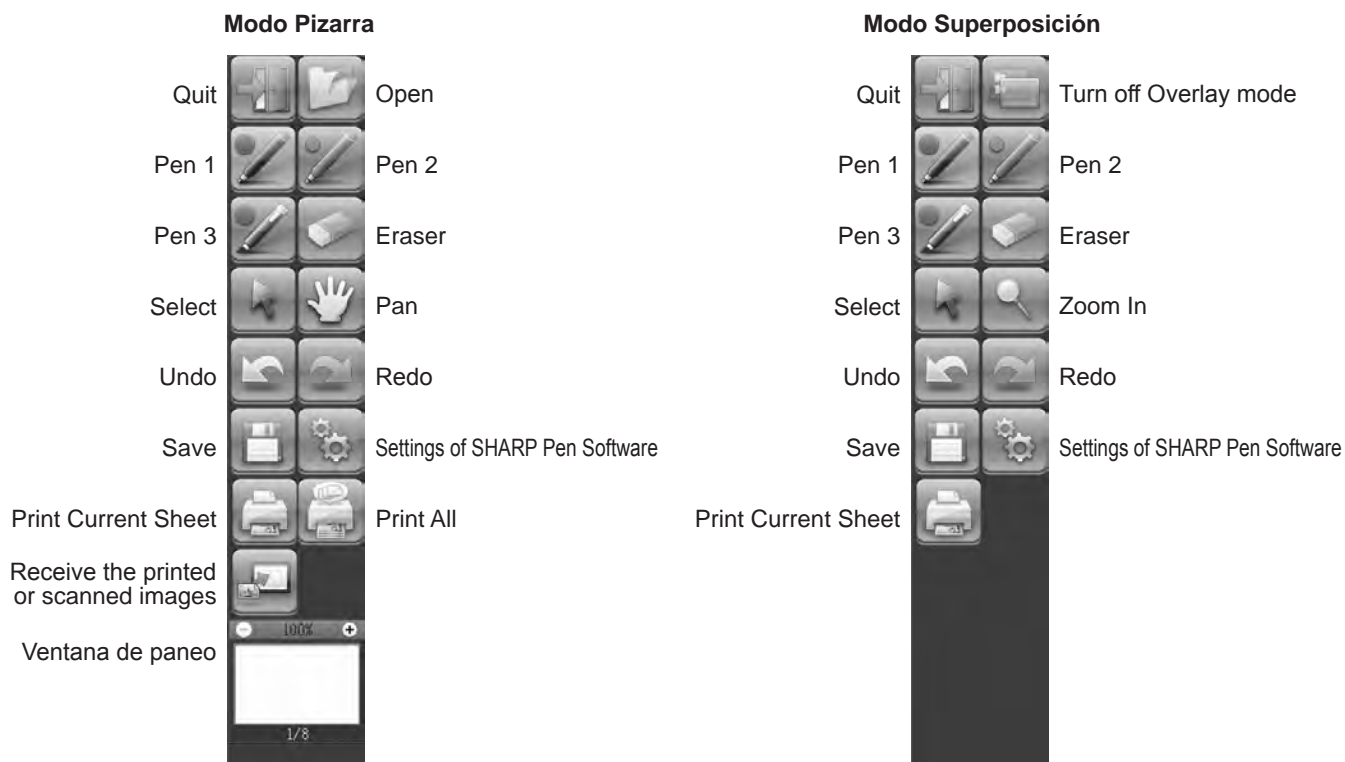 Modo Pizarra
Quit
Open
Pen 1
Pen 2
Pen 3
Eraser
Select
Pan
Undo
Redo
Save
Settings of SHARP Pen Software
Print Current Sheet
Print All
Receive the printed
or scanned images
100%
Ventana de paneo
1/8
Modo Superposición
Quit
Turn off Overlay mode
Pen 1
Pen 2
Pen 3
Eraser
Select
Zoom In
Undo
Redo
Save
Settings of SHARP Pen Software
Print Current Sheet